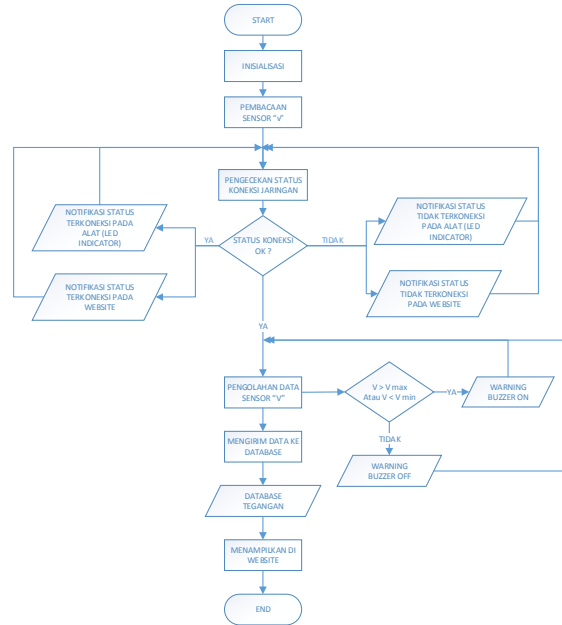 START
INISIALISASI
PEMBACAAN
SENSOR "v"
PENGECEKAN STATUS
KONEKSI JARINGAN
NOTIFIKASI STATUS
TERKONEKSI PADA
ALAT (LED
INDICATOR)
YA
STATUS KONEKSI
OK ?
TIDAK
NOTIFIKASI STATUS
TIDAK TERKONEKSI
PADA ALAT (LED
INDICATOR)
NOTIFIKASI STATUS
TERKONEKSI PADA
WEBSITE
NOTIFIKASI STATUS
TIDAK TERKONEKSI
PADA WEBSITE
YA
PENGOLAHAN DATA
SENSOR "V"
V > V max
Atau V < V min
YA
WARNING
BUZZER ON
TIDAK
MENGIRIM DATA KE
DATABASE
WARNING
BUZZER OFF
DATABASE
TEGANGAN
MENAMPILKAN DI
WEBSITE
END